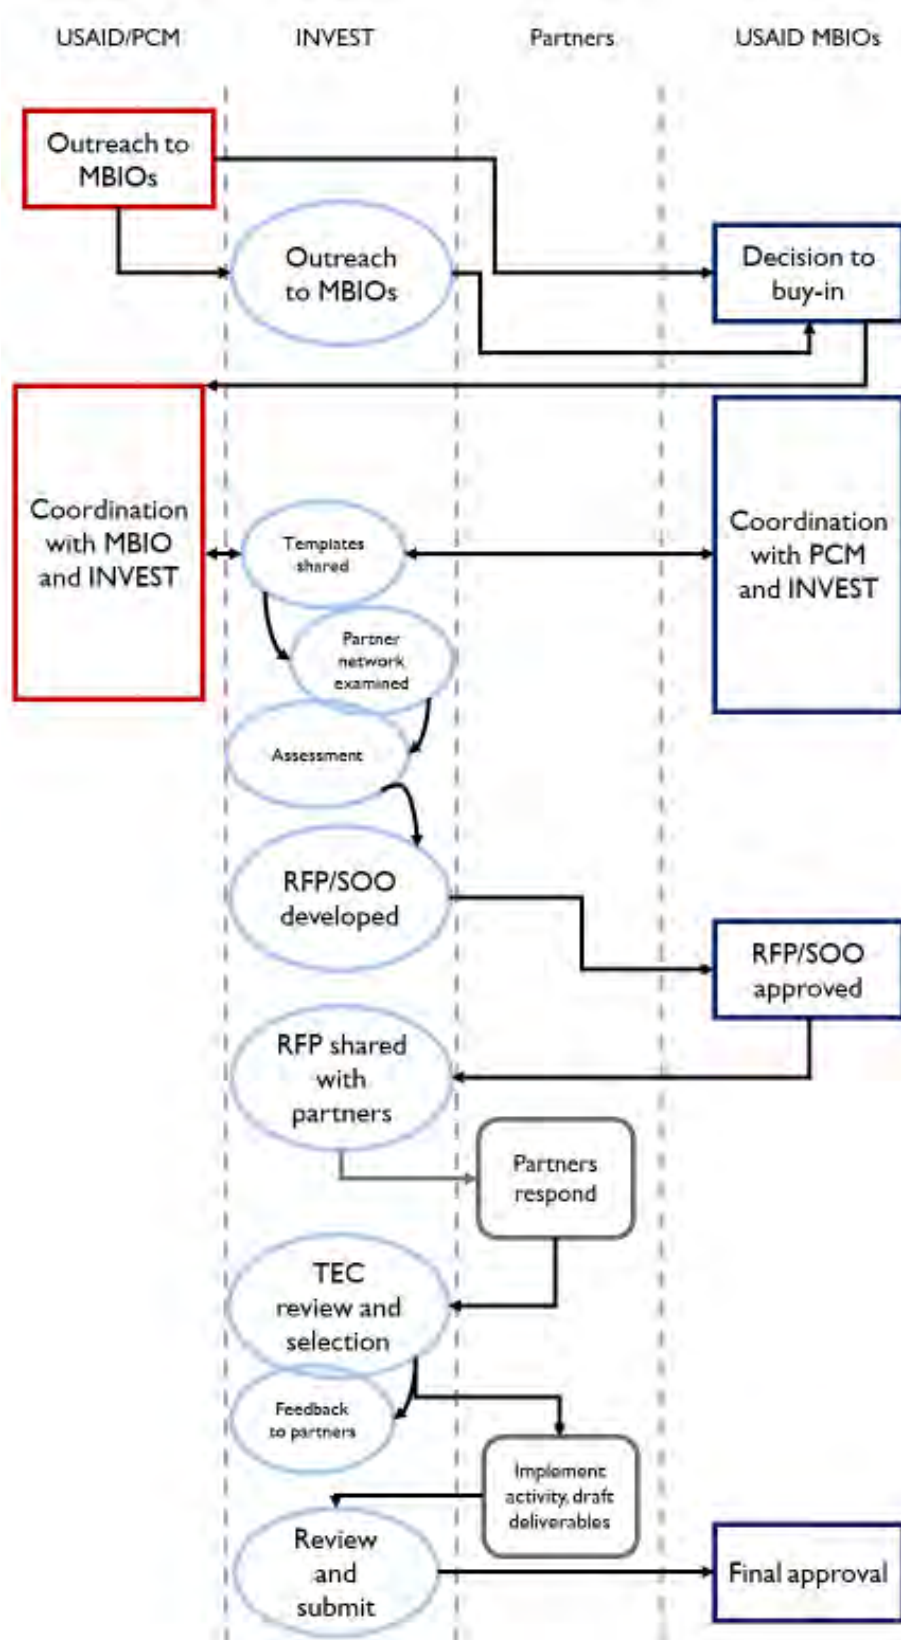 USAID/PCM INVEST Partners USAID MBIOs
Outreach to
MBIOs
Outreach
to MBIOs
Decision to
buy-in
Coordination
with MBIO
and INVEST
Templates
shared
Coordination
with PCM
and INVEST
Partner
network
examined
Assessment
RFP/SOO
developed
RFP/SOO
approved
RFP shared
with
partners
Partners
respond
TEC
review and
selection
Feedback
to partners
Implement
activity, draft
deliverables
Review
and
submit
Final approval